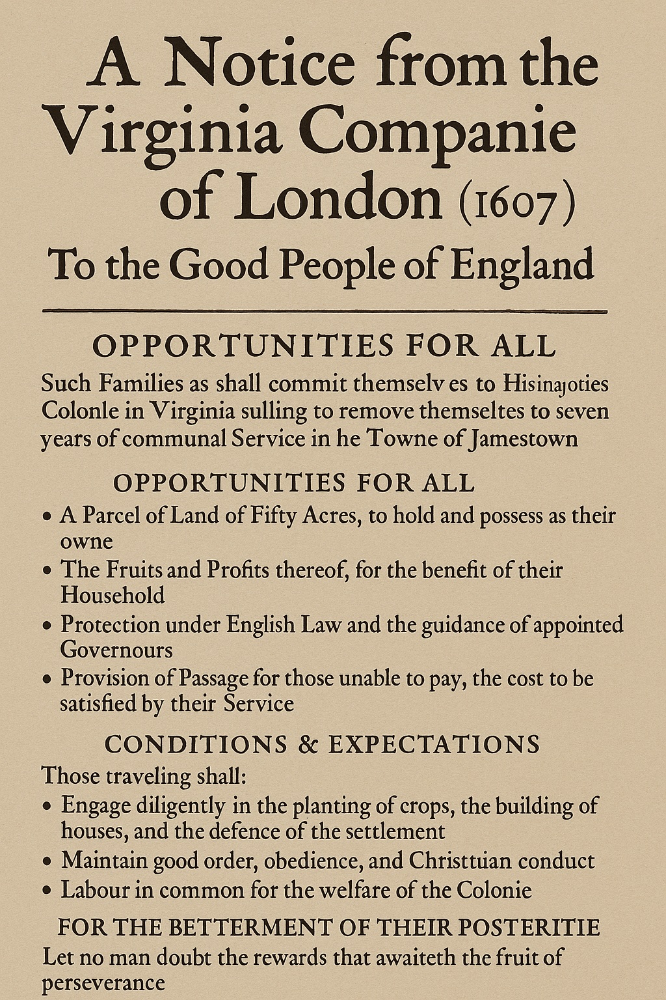 A Notice from the
Virginia Companie
of London (1607)
To the Good People of England
OPPORTUNITIES FOR ALL
Such Families as shall commit themselv es to Hisinajoties
Colonle in Virginia sulling to remove themseltes to seven
years of communal Service in he Towne of Jamestown
OPPORTUNITIES FOR ALL
• A Parcel of Land of Fifty Acres, to hold and possess as their
owne
• The Fruits and Profits thereof, for the benefit of their
Household
• Protection under English Law and the guidance of appointed
Governours
• Provision of Passage for those unable to pay, the cost to be
satisfied by their Service
CONDITIONS & EXPECTATIONS
Those traveling shall:
• Engage diligently in the planting of crops, the building of
houses, and the defence of the settlement
• Maintain good order, obedience, and Christtuian conduct
• Labour in common for the welfare of the Colonie
FOR THE BETTERMENT OF THEIR POSTERITIE
Let no man doubt the rewards that awaiteth the fruit of
perseverance